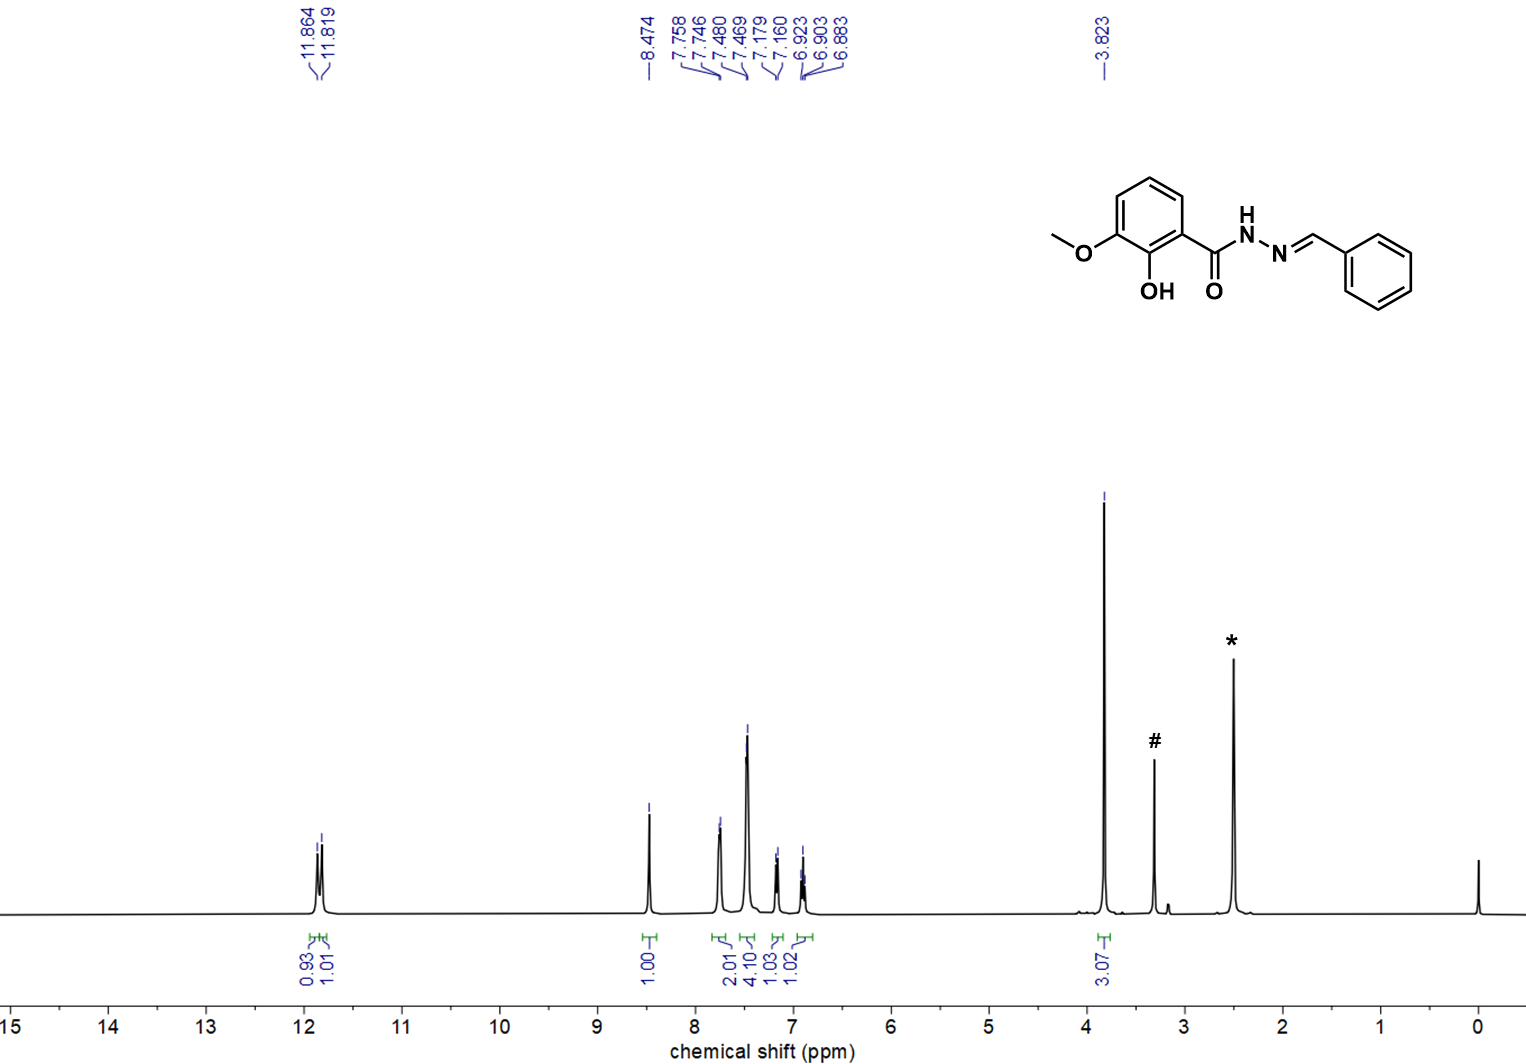 11.864
11.819
8.474
7.758
7.746
7.480
7.469
7.179
7.160
6.923
6.903
6.883
3.823
H
N
N
O
OH
O
*
#
0.93
1.01
1.00
2.01
4.10
1.03
1.02
3.07
15 14 13 12 11 10 9 8 7 6 5 4 3 2 1 0
chemical shift (ppm)